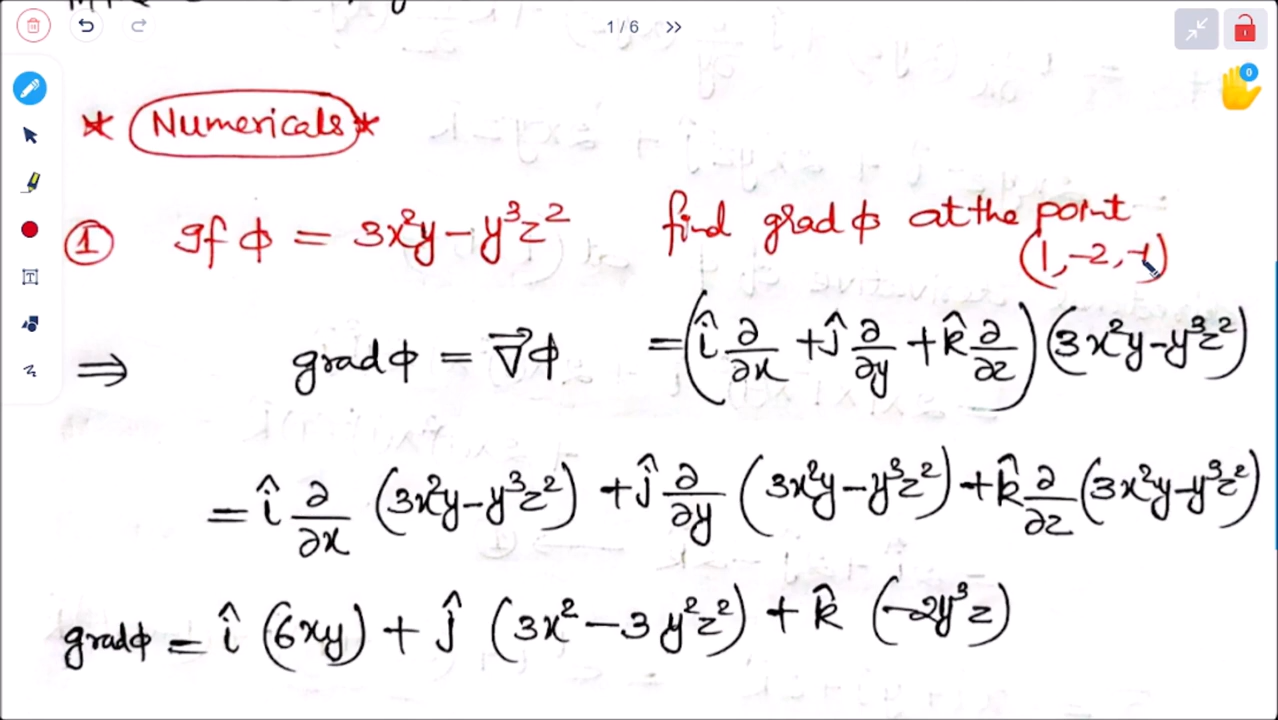 1 / 6 >>
0
* Numericals *
① If ϕ = 3x²y – y³z² find grad ϕ at the point
(1, –2, –1)
⇒ grad ϕ = ∇⃗ϕ = (î ∂/∂x + ĵ ∂/∂y + k̂ ∂/∂z) (3x²y – y³z²)
= î ∂/∂x (3x²y – y³z²) + ĵ ∂/∂y (3x²y – y³z²) + k̂ ∂/∂z (3x²y – y³z²)
grad ϕ = î (6xy) + ĵ (3x² – 3y²z²) + k̂ (–2y³z)